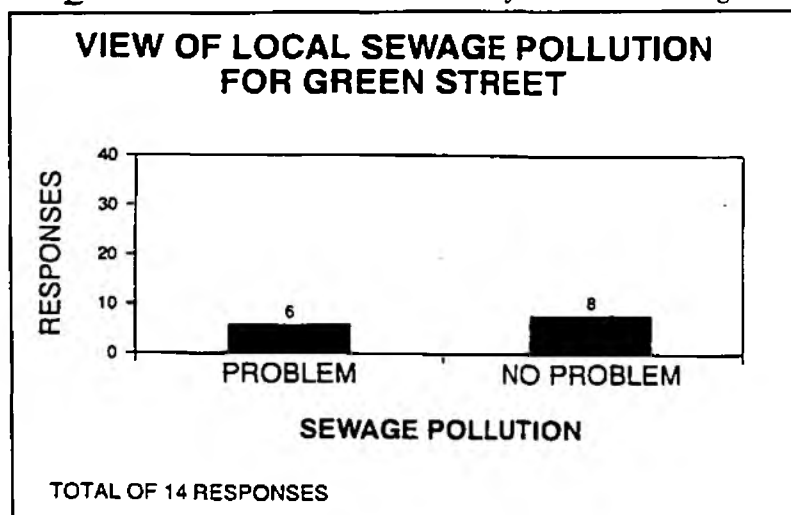 VIEW OF LOCAL SEWAGE POLLUTION
FOR GREEN STREET
RESPONSES
40
30
20
10
0
6
8
PROBLEM
NO PROBLEM
SEWAGE POLLUTION
TOTAL OF 14 RESPONSES